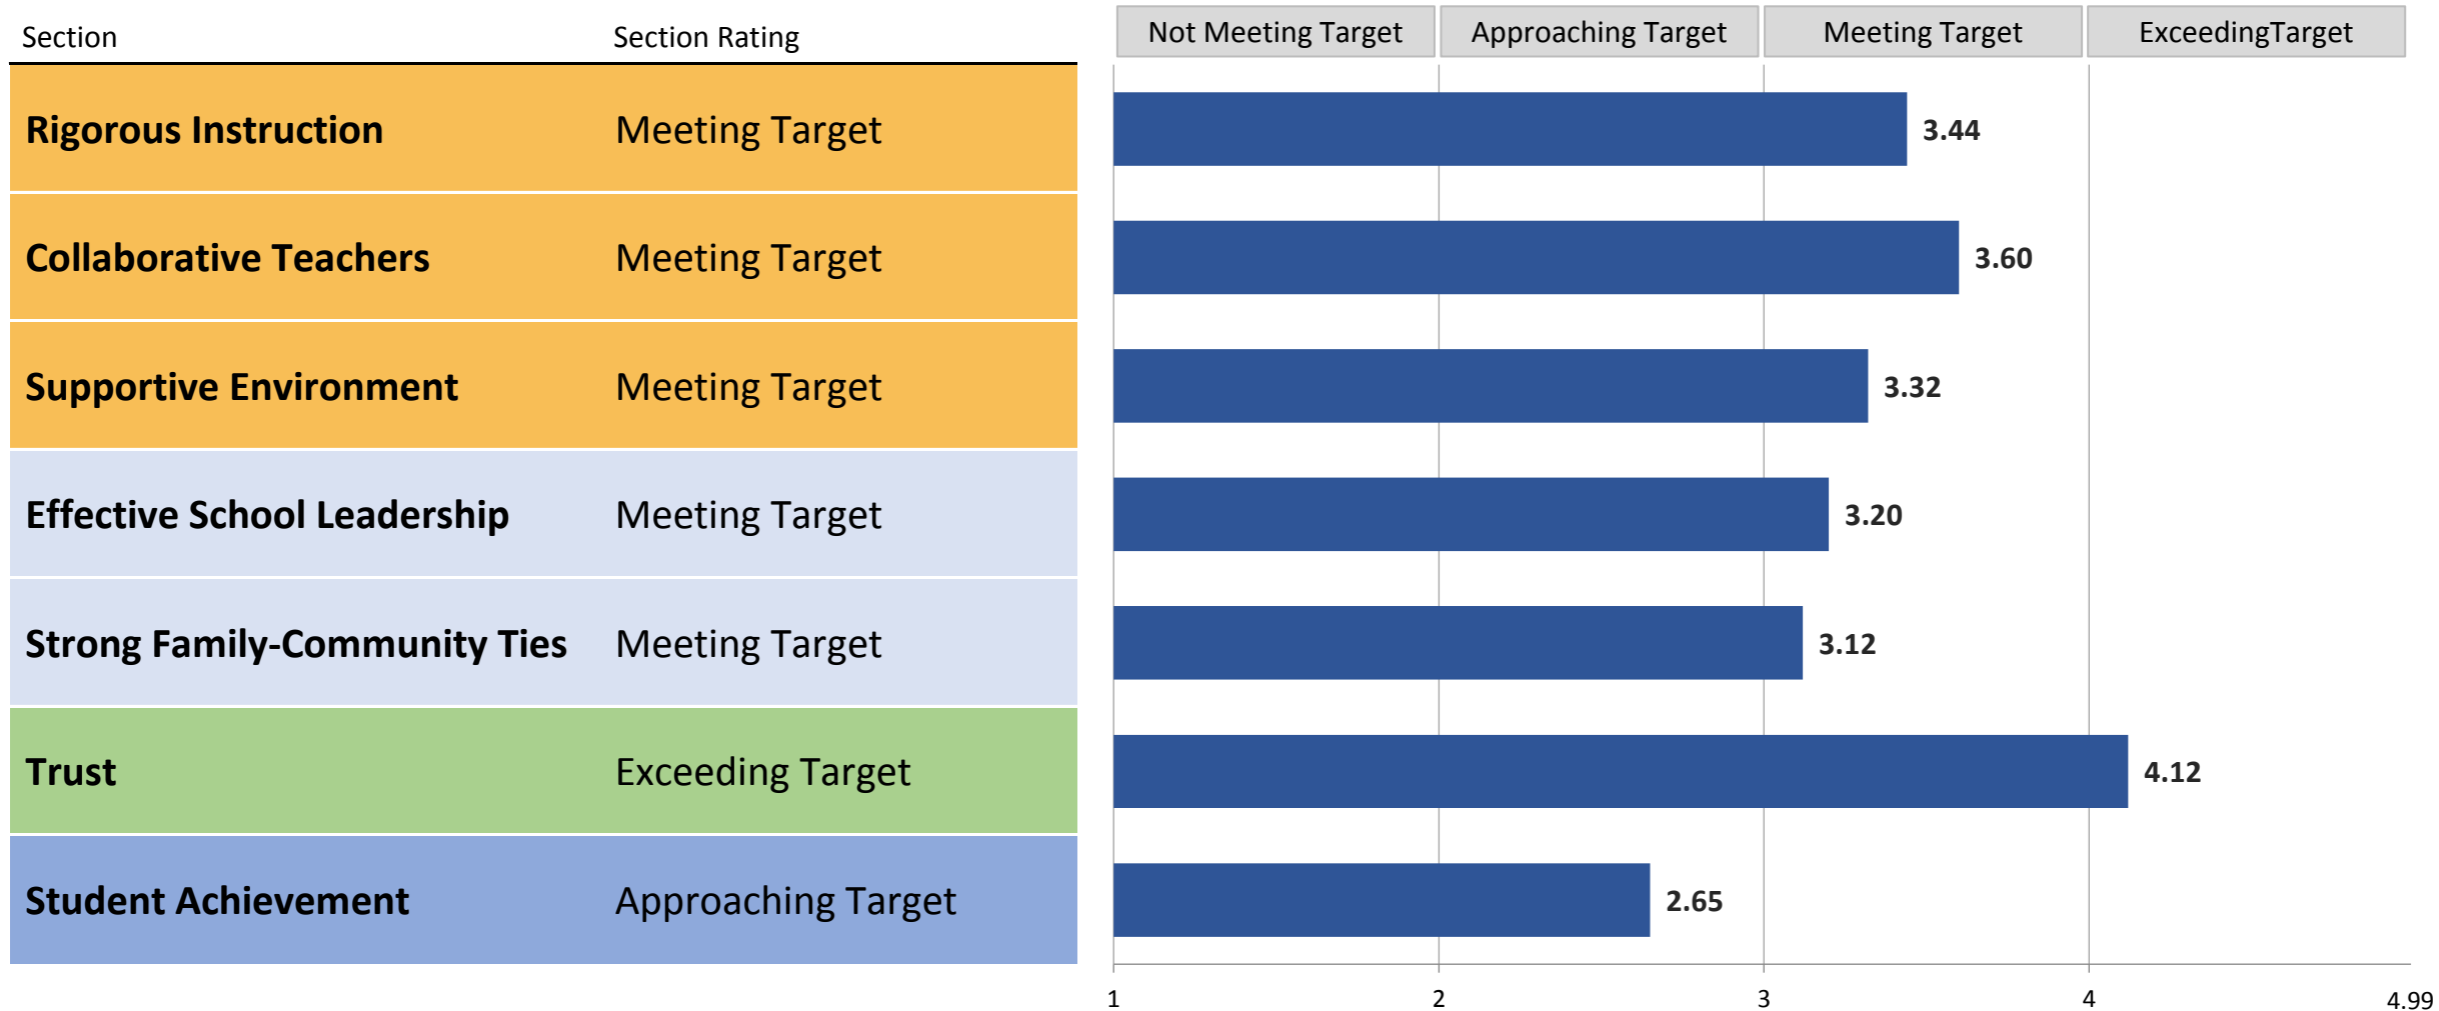 Section Section Rating Not Meeting Target Approaching Target Meeting Target ExceedingTarget
Rigorous Instruction Meeting Target 3.44
Collaborative Teachers Meeting Target 3.60
Supportive Environment Meeting Target 3.32
Effective School Leadership Meeting Target 3.20
Strong Family-Community Ties Meeting Target 3.12
Trust Exceeding Target 4.12
Student Achievement Approaching Target 2.65
1 2 3 4 4.99